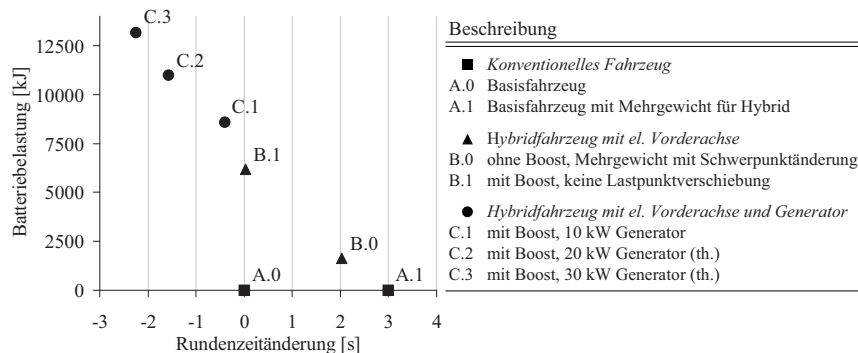 Batteriebelastung [kJ]
12500
10000
7500
5000
2500
0
C.3
C.2
C.1
B.1
B.0
A.0
A.1
-3 -2 -1 0 1 2 3 4
Rundenzeitänderung [s]
Beschreibung
Konventionelles Fahrzeug
A.0 Basisfahrzeug
A.1 Basisfahrzeug mit Mehrgewicht für Hybrid
Hybridfahrzeug mit el. Vorderachse
B.0 ohne Boost, Mehrgewicht mit Schwerpunktänderung
B.1 mit Boost, keine Lastpunktverschiebung
Hybridfahrzeug mit el. Vorderachse und Generator
C.1 mit Boost, 10 kW Generator
C.2 mit Boost, 20 kW Generator (th.)
C.3 mit Boost, 30 kW Generator (th.)